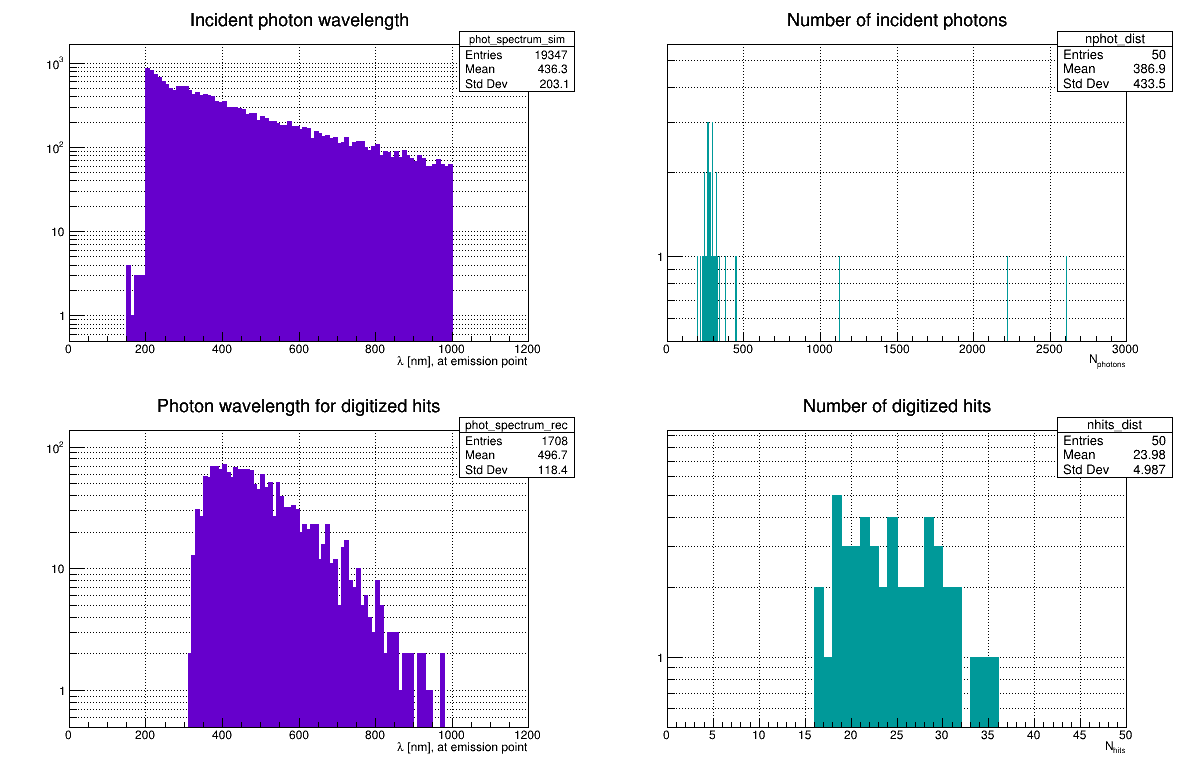 Incident photon wavelength
phot_spectrum_sim
Entries 19347
Mean 436.3
Std Dev 203.1
10³
10²
10
1
0 200 400 600 800 1000 1200
λ [nm], at emission point
Number of incident photons
nphot_dist
Entries 50
Mean 386.9
Std Dev 433.5
1
0 500 1000 1500 2000 2500 3000
N_photons
Photon wavelength for digitized hits
phot_spectrum_rec
Entries 1708
Mean 496.7
Std Dev 118.4
10²
10
1
0 200 400 600 800 1000 1200
λ [nm], at emission point
Number of digitized hits
nhits_dist
Entries 50
Mean 23.98
Std Dev 4.987
1
0 5 10 15 20 25 30 35 40 45 50
N_hits